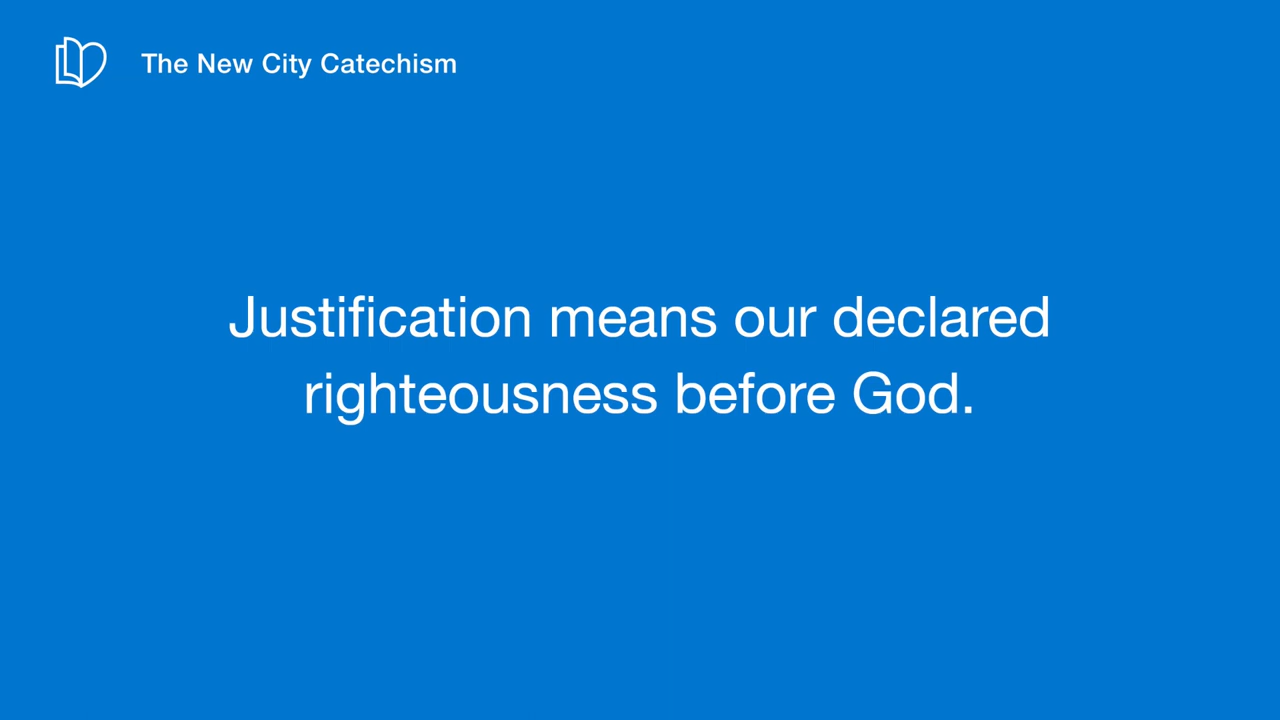 The New City Catechism
Justification means our declared
righteousness before God.